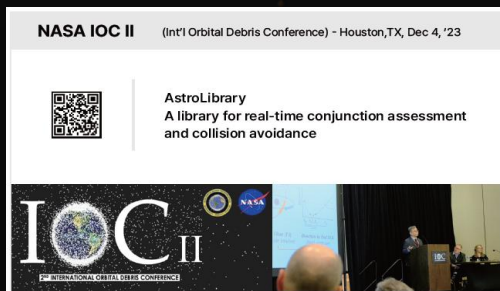 NASA IOC II (Int'l Orbital Debris Conference) - Houston,TX, Dec 4, '23
AstroLibrary
A library for real-time conjunction assessment
and collision avoidance
IOC II
NASA
2ND INTERNATIONAL ORBITAL DEBRIS CONFERENCE
IOC